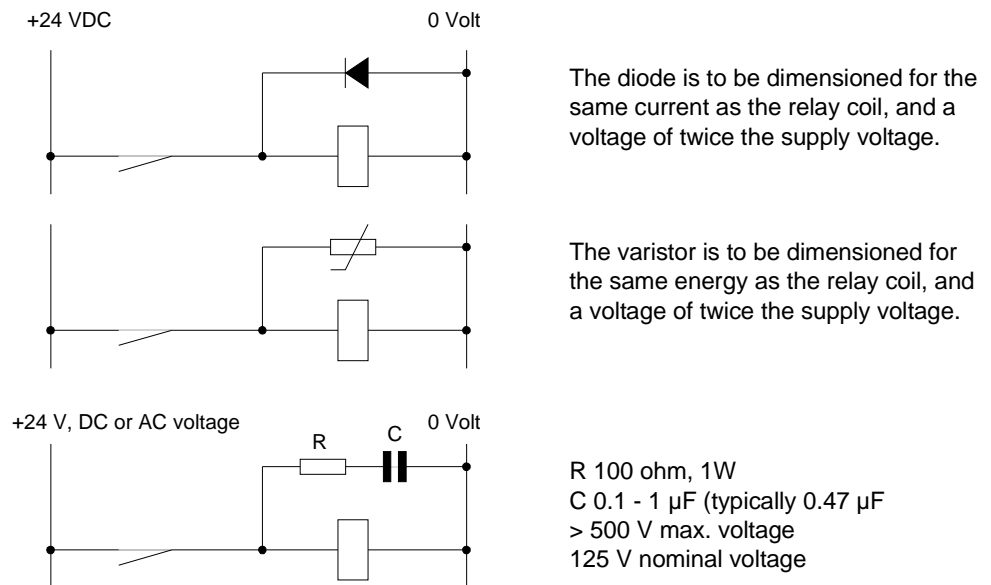 +24 VDC
0 Volt
The diode is to be dimensioned for the
same current as the relay coil, and a
voltage of twice the supply voltage.
The varistor is to be dimensioned for
the same energy as the relay coil, and
a voltage of twice the supply voltage.
+24 V, DC or AC voltage
0 Volt
R
C
R 100 ohm, 1W
C 0.1 - 1 µF (typically 0.47 µF
> 500 V max. voltage
125 V nominal voltage